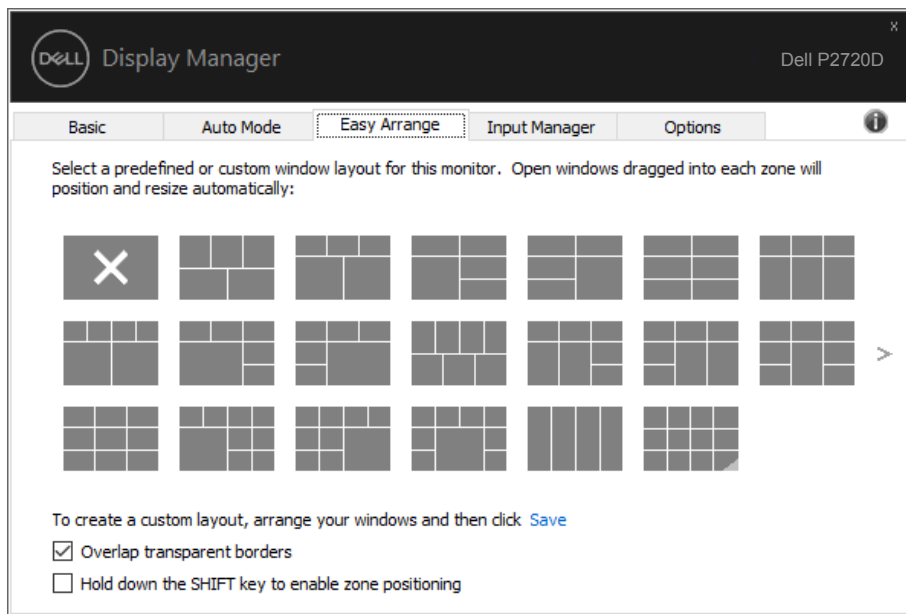 x
DELL Display Manager Dell P2720D
Basic Auto Mode Easy Arrange Input Manager Options i
Select a predefined or custom window layout for this monitor. Open windows dragged into each zone will
position and resize automatically:
>
To create a custom layout, arrange your windows and then click Save
Overlap transparent borders
Hold down the SHIFT key to enable zone positioning